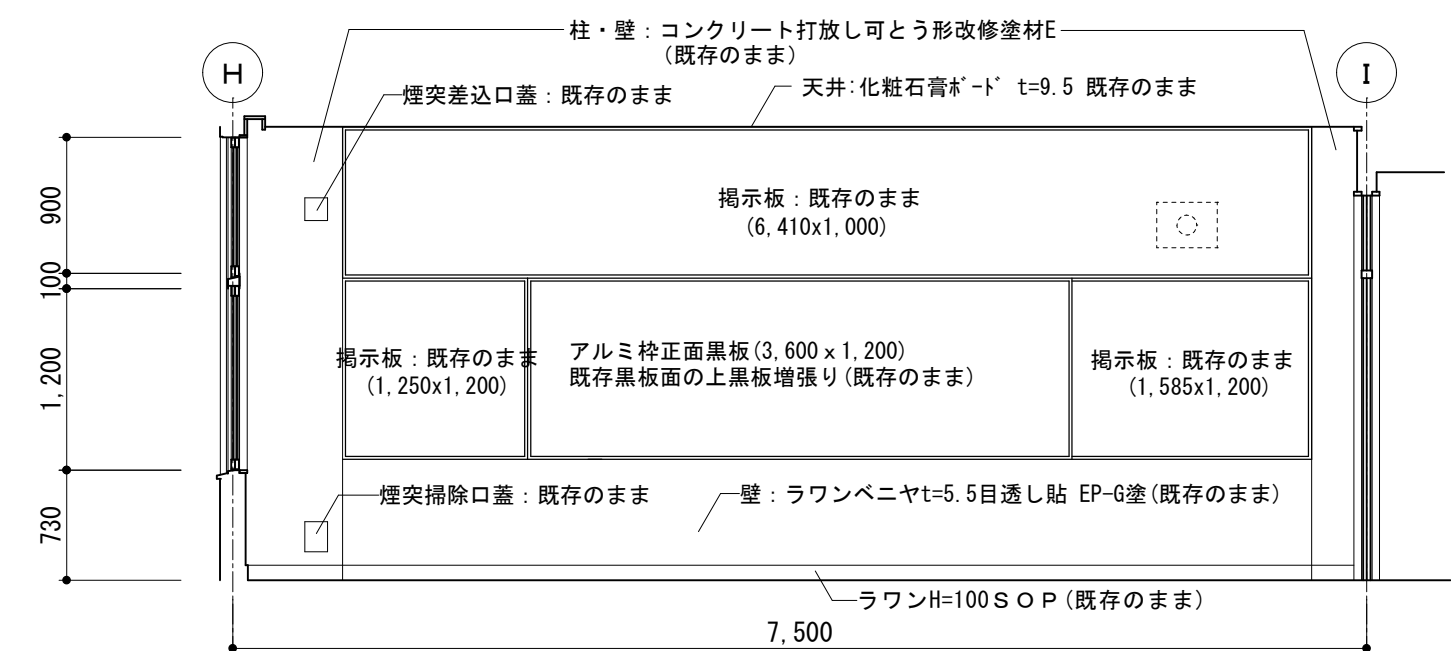 柱・壁：コンクリート打放し可とう形改修塗材E
(既存のまま)
H
I
煙突差込口蓋：既存のまま
天井:化粧石膏ﾎﾞｰﾄﾞ t=9.5 既存のまま
900
掲示板：既存のまま
(6,410x1,000)
100
1,200
掲示板：既存のまま
(1,250x1,200)
アルミ枠正面黒板(3,600ｘ1,200)
既存黒板面の上黒板増張り(既存のまま)
掲示板：既存のまま
(1,585x1,200)
730
煙突掃除口蓋：既存のまま
壁：ラワンベニヤt=5.5目透し貼 EP-G塗(既存のまま)
ラワンH=100ＳＯＰ(既存のまま)
7,500